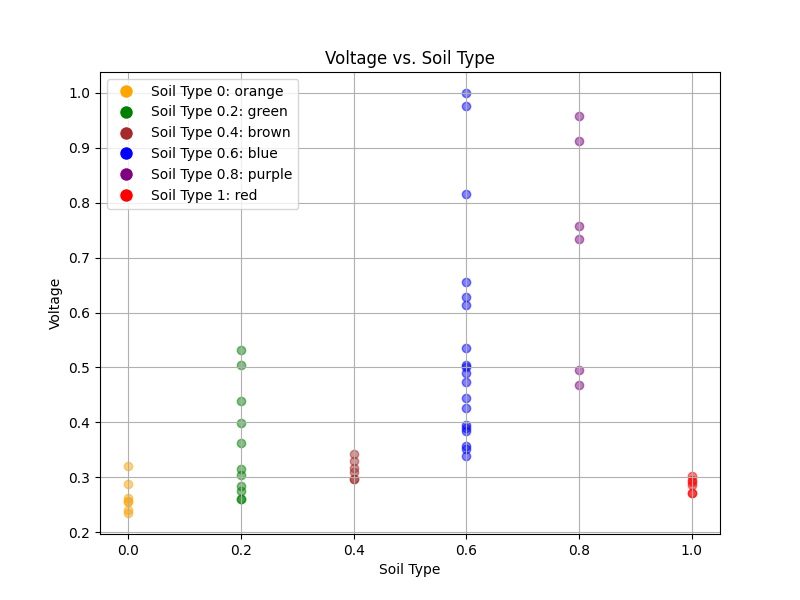 Voltage vs. Soil Type
Soil Type 0: orange
Soil Type 0.2: green
Soil Type 0.4: brown
Soil Type 0.6: blue
Soil Type 0.8: purple
Soil Type 1: red
1.0
0.9
0.8
0.7
0.6
0.5
0.4
0.3
0.2
Voltage
0.0 0.2 0.4 0.6 0.8 1.0
Soil Type